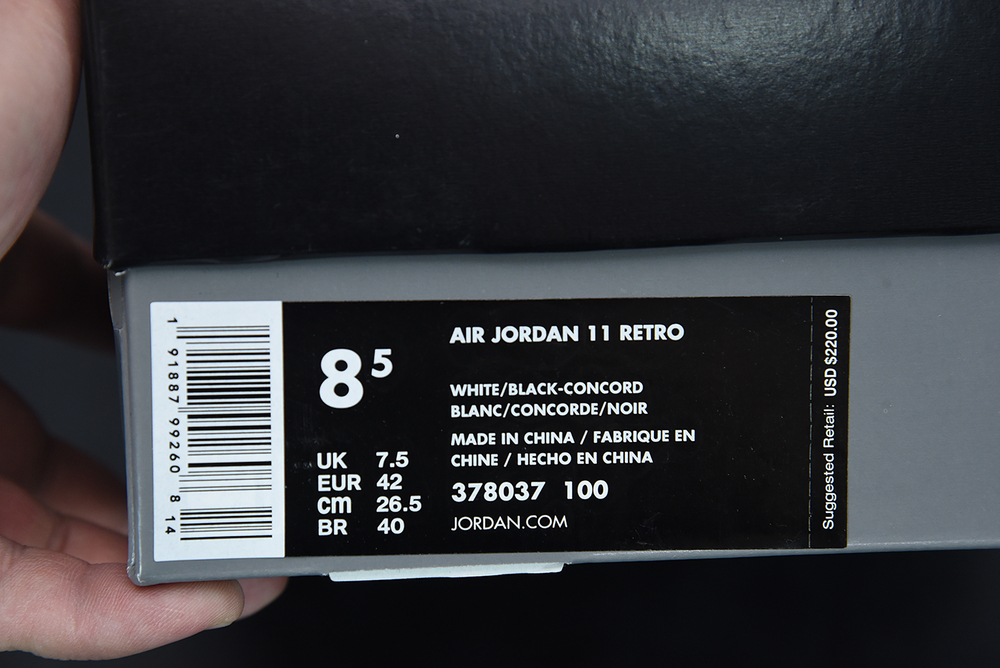 1 91887 99260 8 14
8 5
UK 7.5
EUR 42
cm 26.5
BR 40
AIR JORDAN 11 RETRO
WHITE/BLACK-CONCORD
BLANC/CONCORDE/NOIR
MADE IN CHINA / FABRIQUE EN
CHINE / HECHO EN CHINA
378037 100
JORDAN.COM
Suggested Retail: USD $220.00